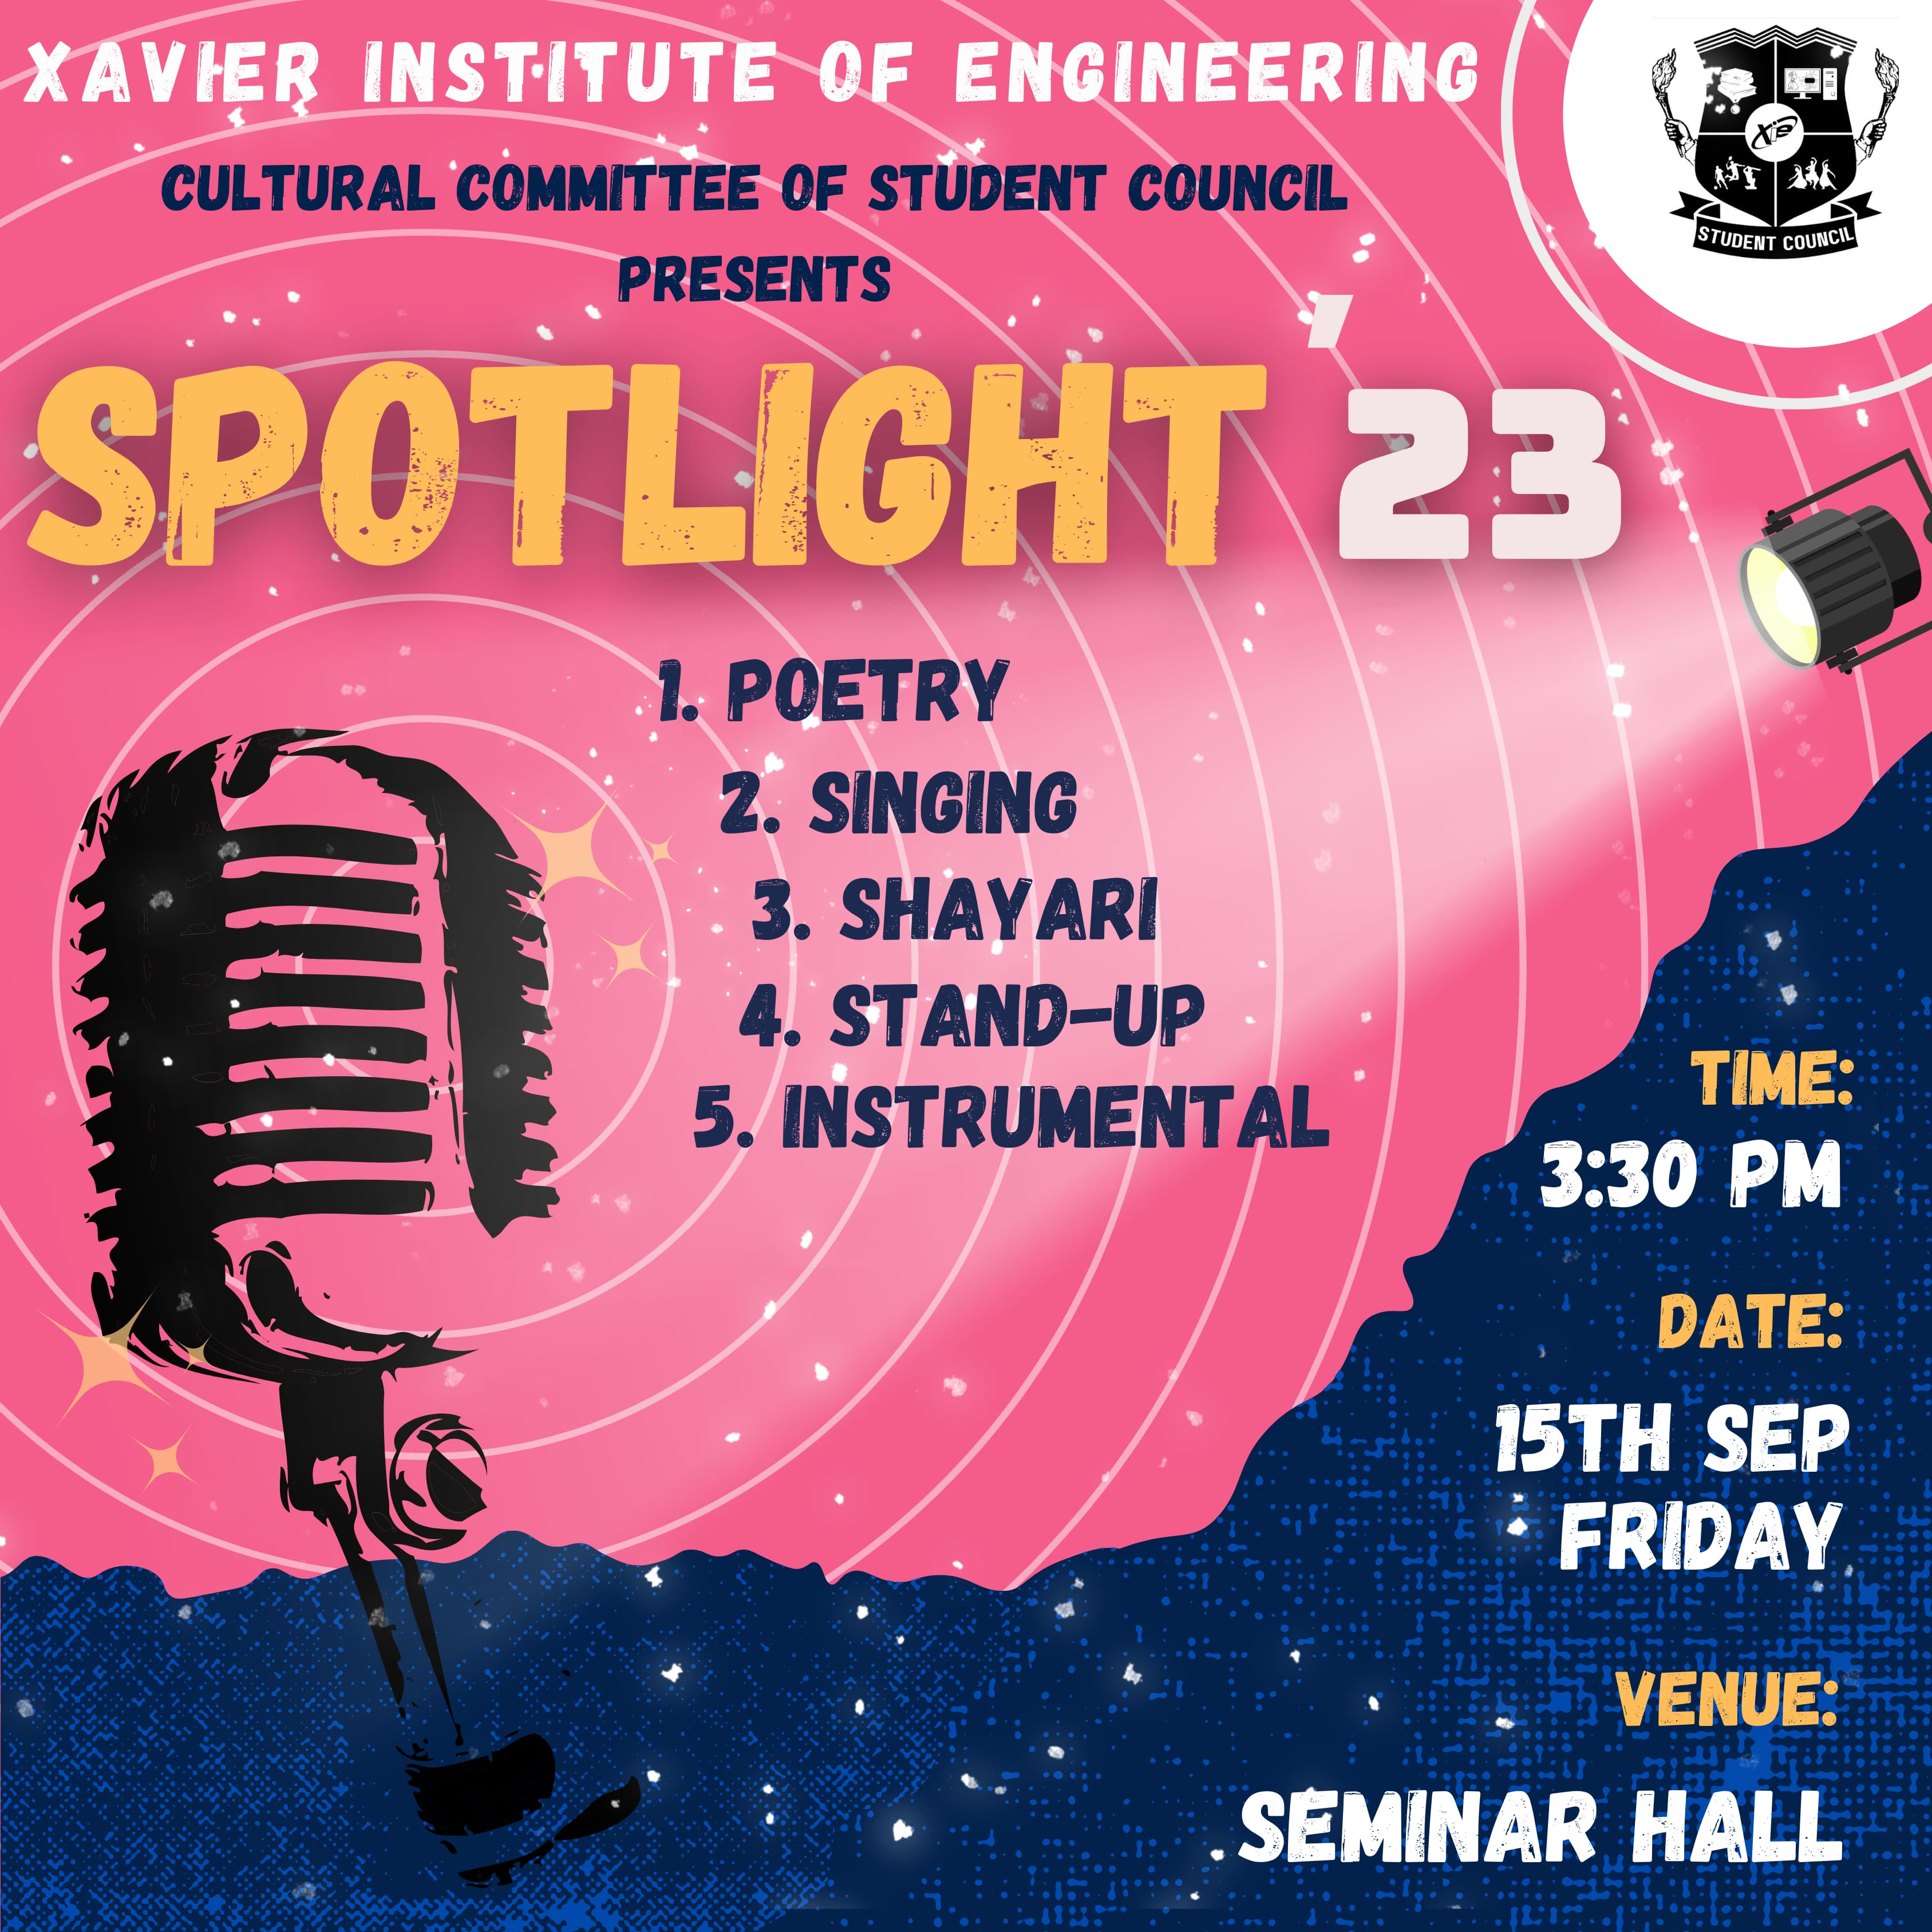 XAVIER INSTITUTE OF ENGINEERING
CULTURAL COMMITTEE OF STUDENT COUNCIL
PRESENTS
SPOTLIGHT '23
XIE
STUDENT COUNCIL
1. POETRY
2. SINGING
3. SHAYARI
4. STAND-UP
5. INSTRUMENTAL
TIME:
3:30 PM
DATE:
15TH SEP
FRIDAY
VENUE:
SEMINAR HALL